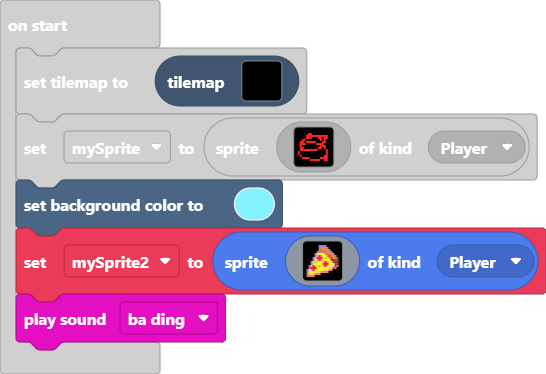 on start
set tilemap to tilemap
set mySprite to sprite of kind Player
set background color to
set mySprite2 to sprite of kind Player
play sound ba ding